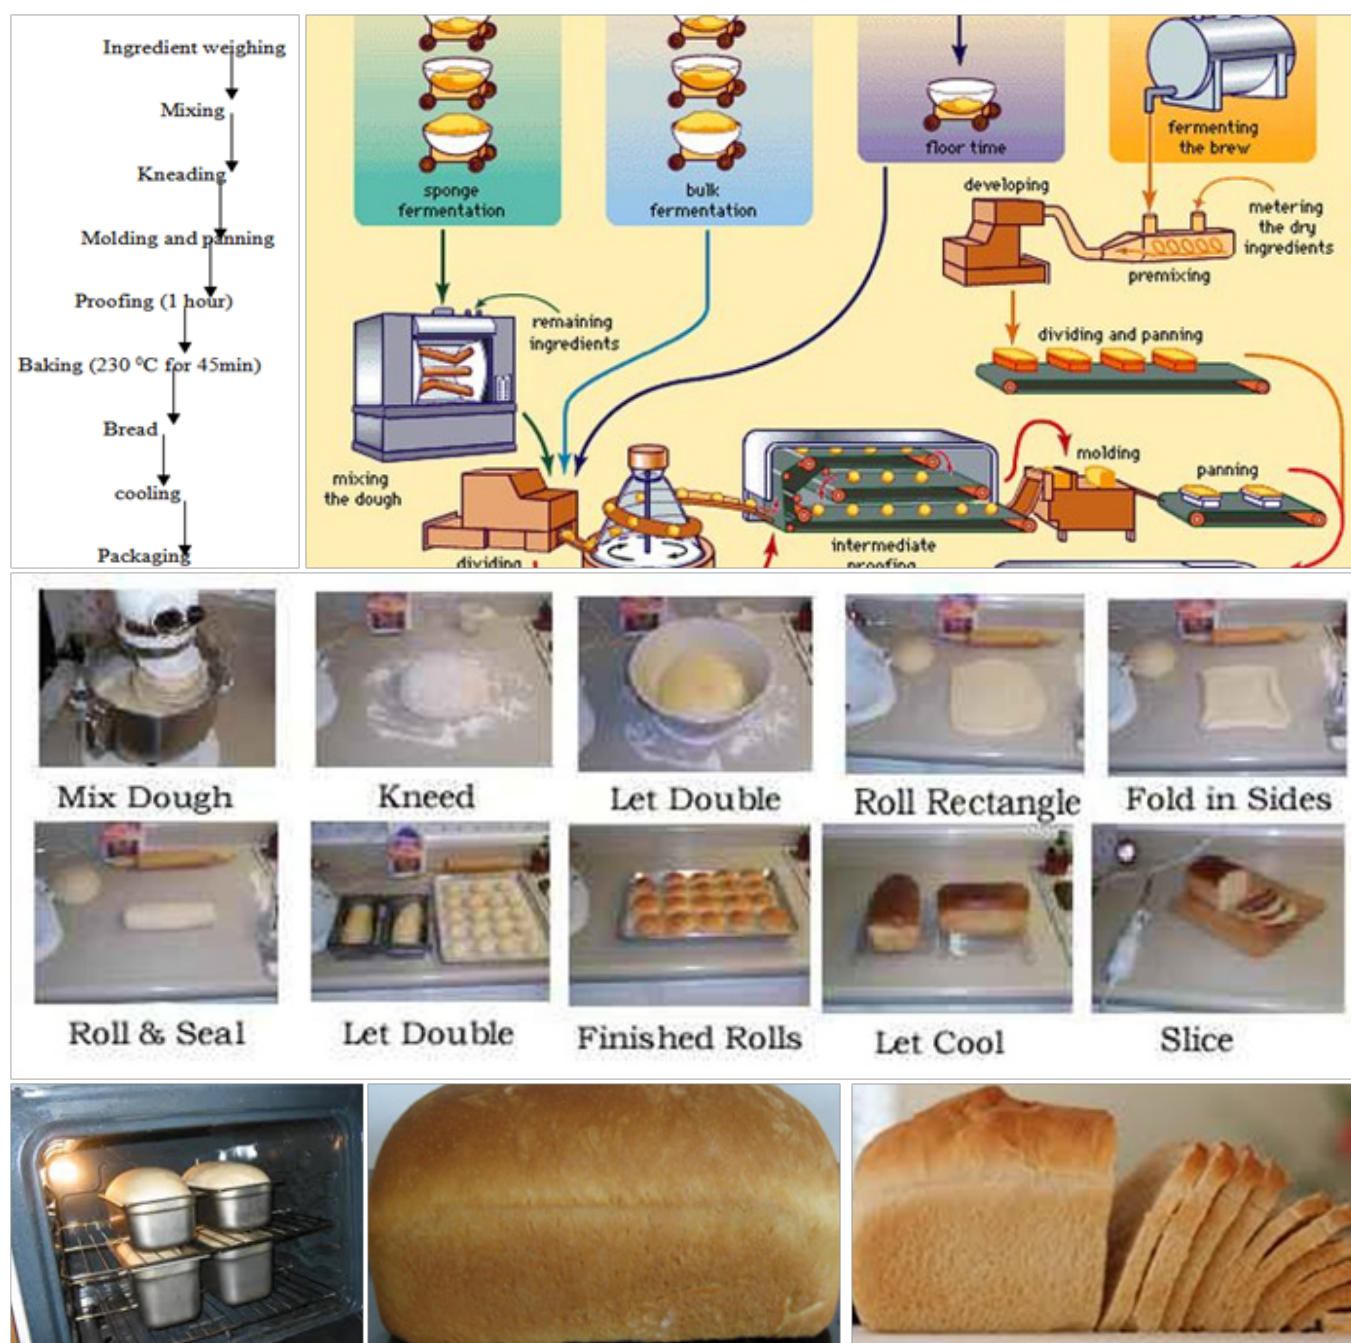 Ingredient weighing
Mixing
Kneading
Molding and panning
Proofing (1 hour)
Baking (230 ⁰C for 45min)
Bread
cooling
Packaging
sponge
fermentation
bulk
fermentation
floor time
fermenting
the brew
developing
metering
the dry
ingredients
premixing
remaining
ingredients
dividing and panning
mixing
the dough
molding
panning
dividing
intermediate
proofing
Mix Dough
Kneed
Let Double
Roll Rectangle
Fold in Sides
Roll & Seal
Let Double
Finished Rolls
Let Cool
Slice